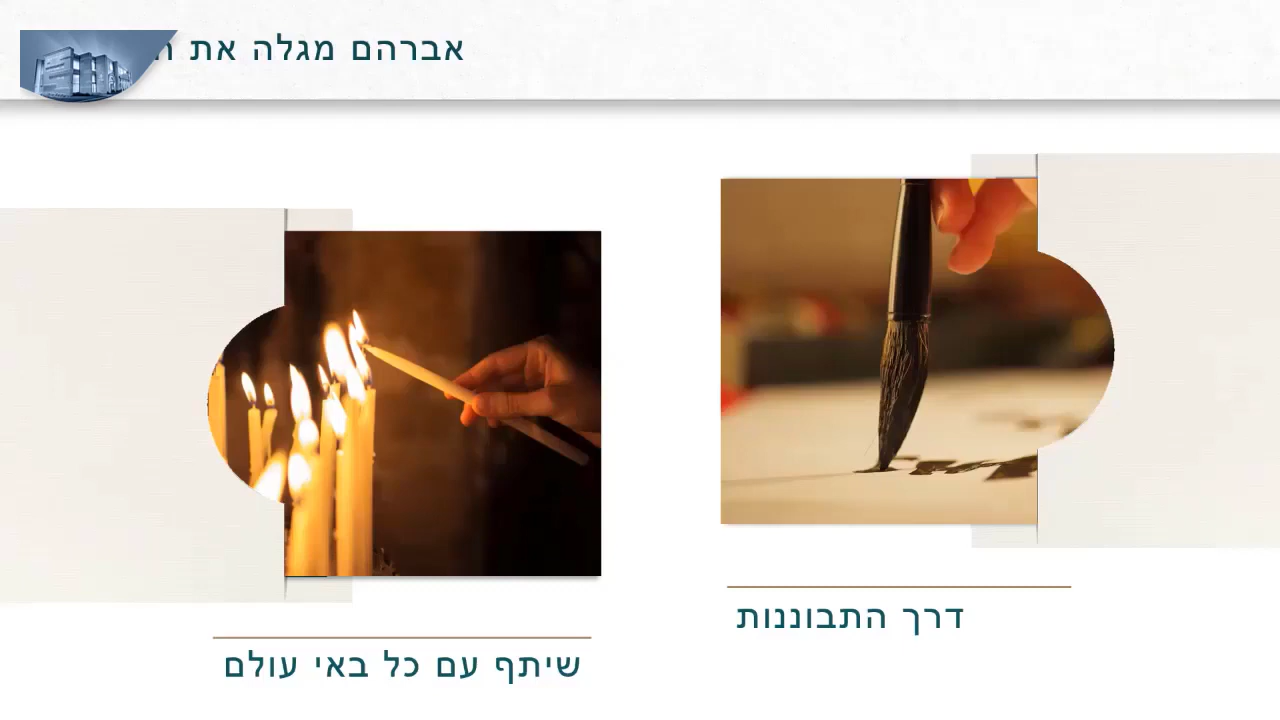 אברהם מגלה את
דרך התבוננות
שיתף עם כל באי עולם